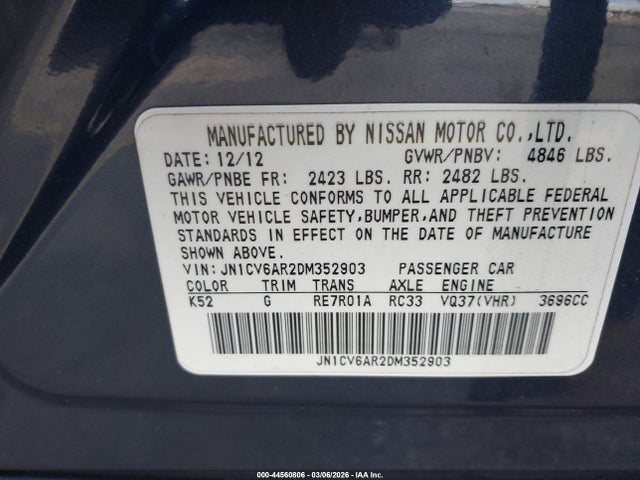 MANUFACTURED BY NISSAN MOTOR CO.,LTD.
DATE: 12/12 GVWR/PNBV: 4846 LBS.
GAWR/PNBE FR: 2423 LBS. RR: 2482 LBS.
THIS VEHICLE CONFORMS TO ALL APPLICABLE FEDERAL
MOTOR VEHICLE SAFETY,BUMPER,AND THEFT PREVENTION
STANDARDS IN EFFECT ON THE DATE OF MANUFACTURE
SHOWN ABOVE.
VIN: JN1CV6AR2DM352903 PASSENGER CAR
COLOR TRIM TRANS AXLE ENGINE
K52 G RE7R01A RC33 VQ37(VHR) 3696CC
JN1CV6AR2DM352903
000-44560806 - 03/06/2026 - IAA Inc.